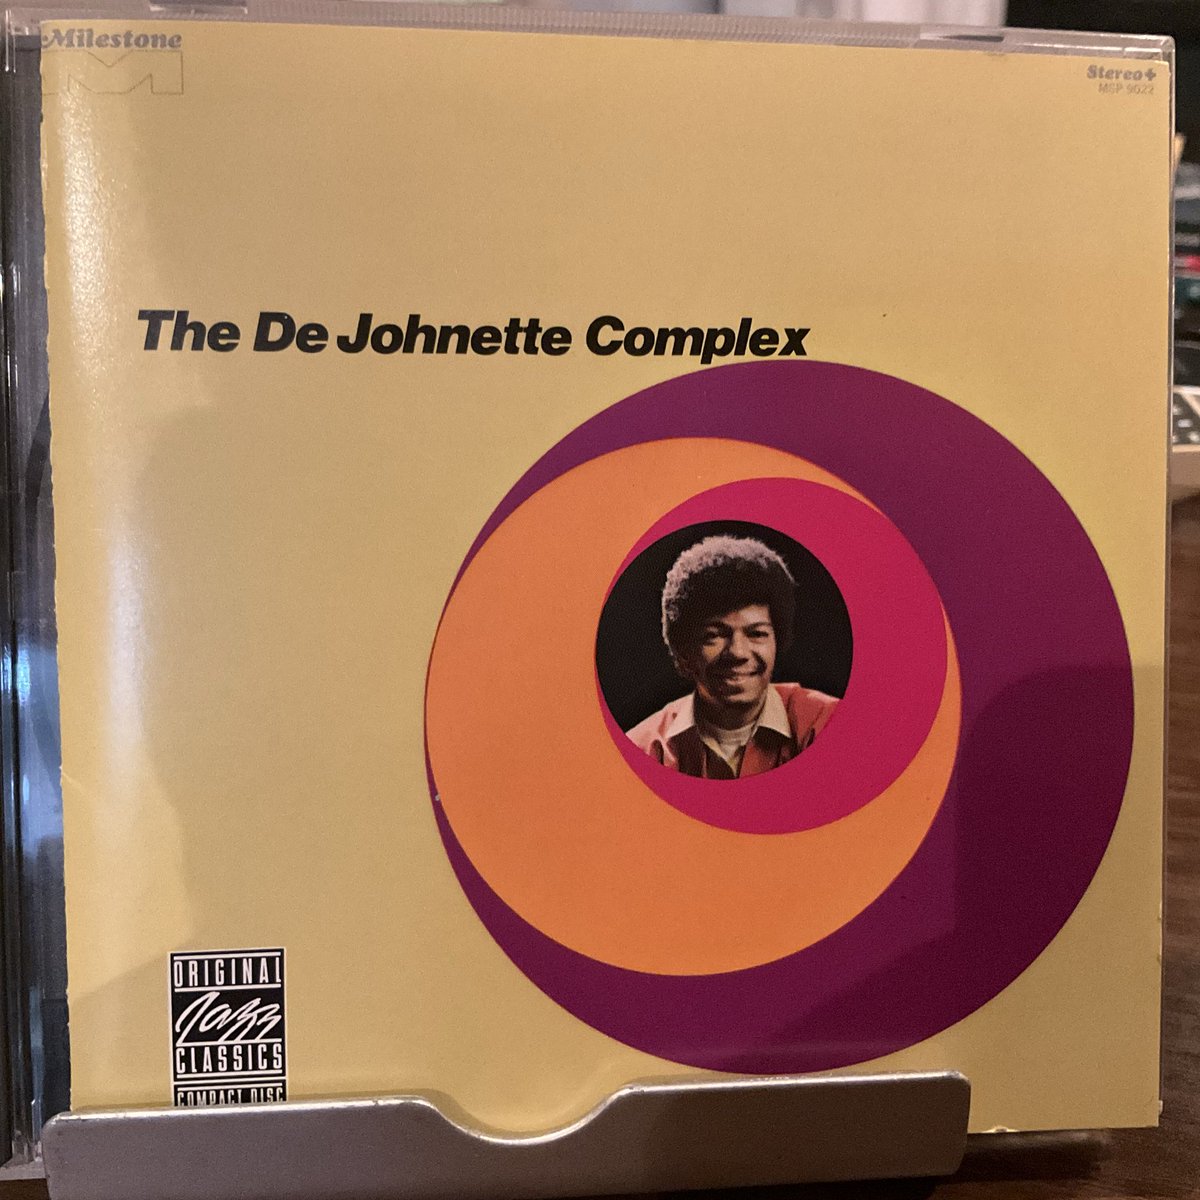 Milestone
Stereo+
MSP 9022
The De Johnette Complex
ORIGINAL
Jazz
CLASSICS
COMPACT DISC